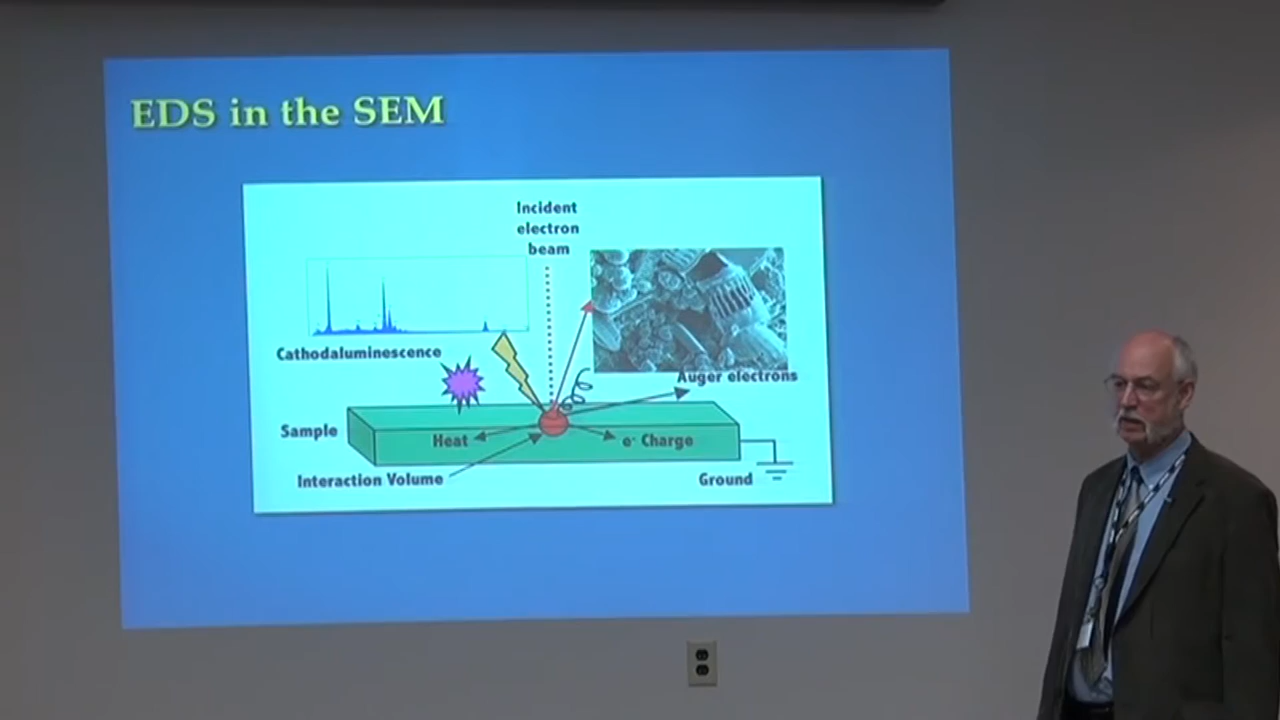 EDS in the SEM
Incident
electron
beam
Cathodaluminescence
Auger electrons
Sample
Heat
e- Charge
Interaction Volume
Ground